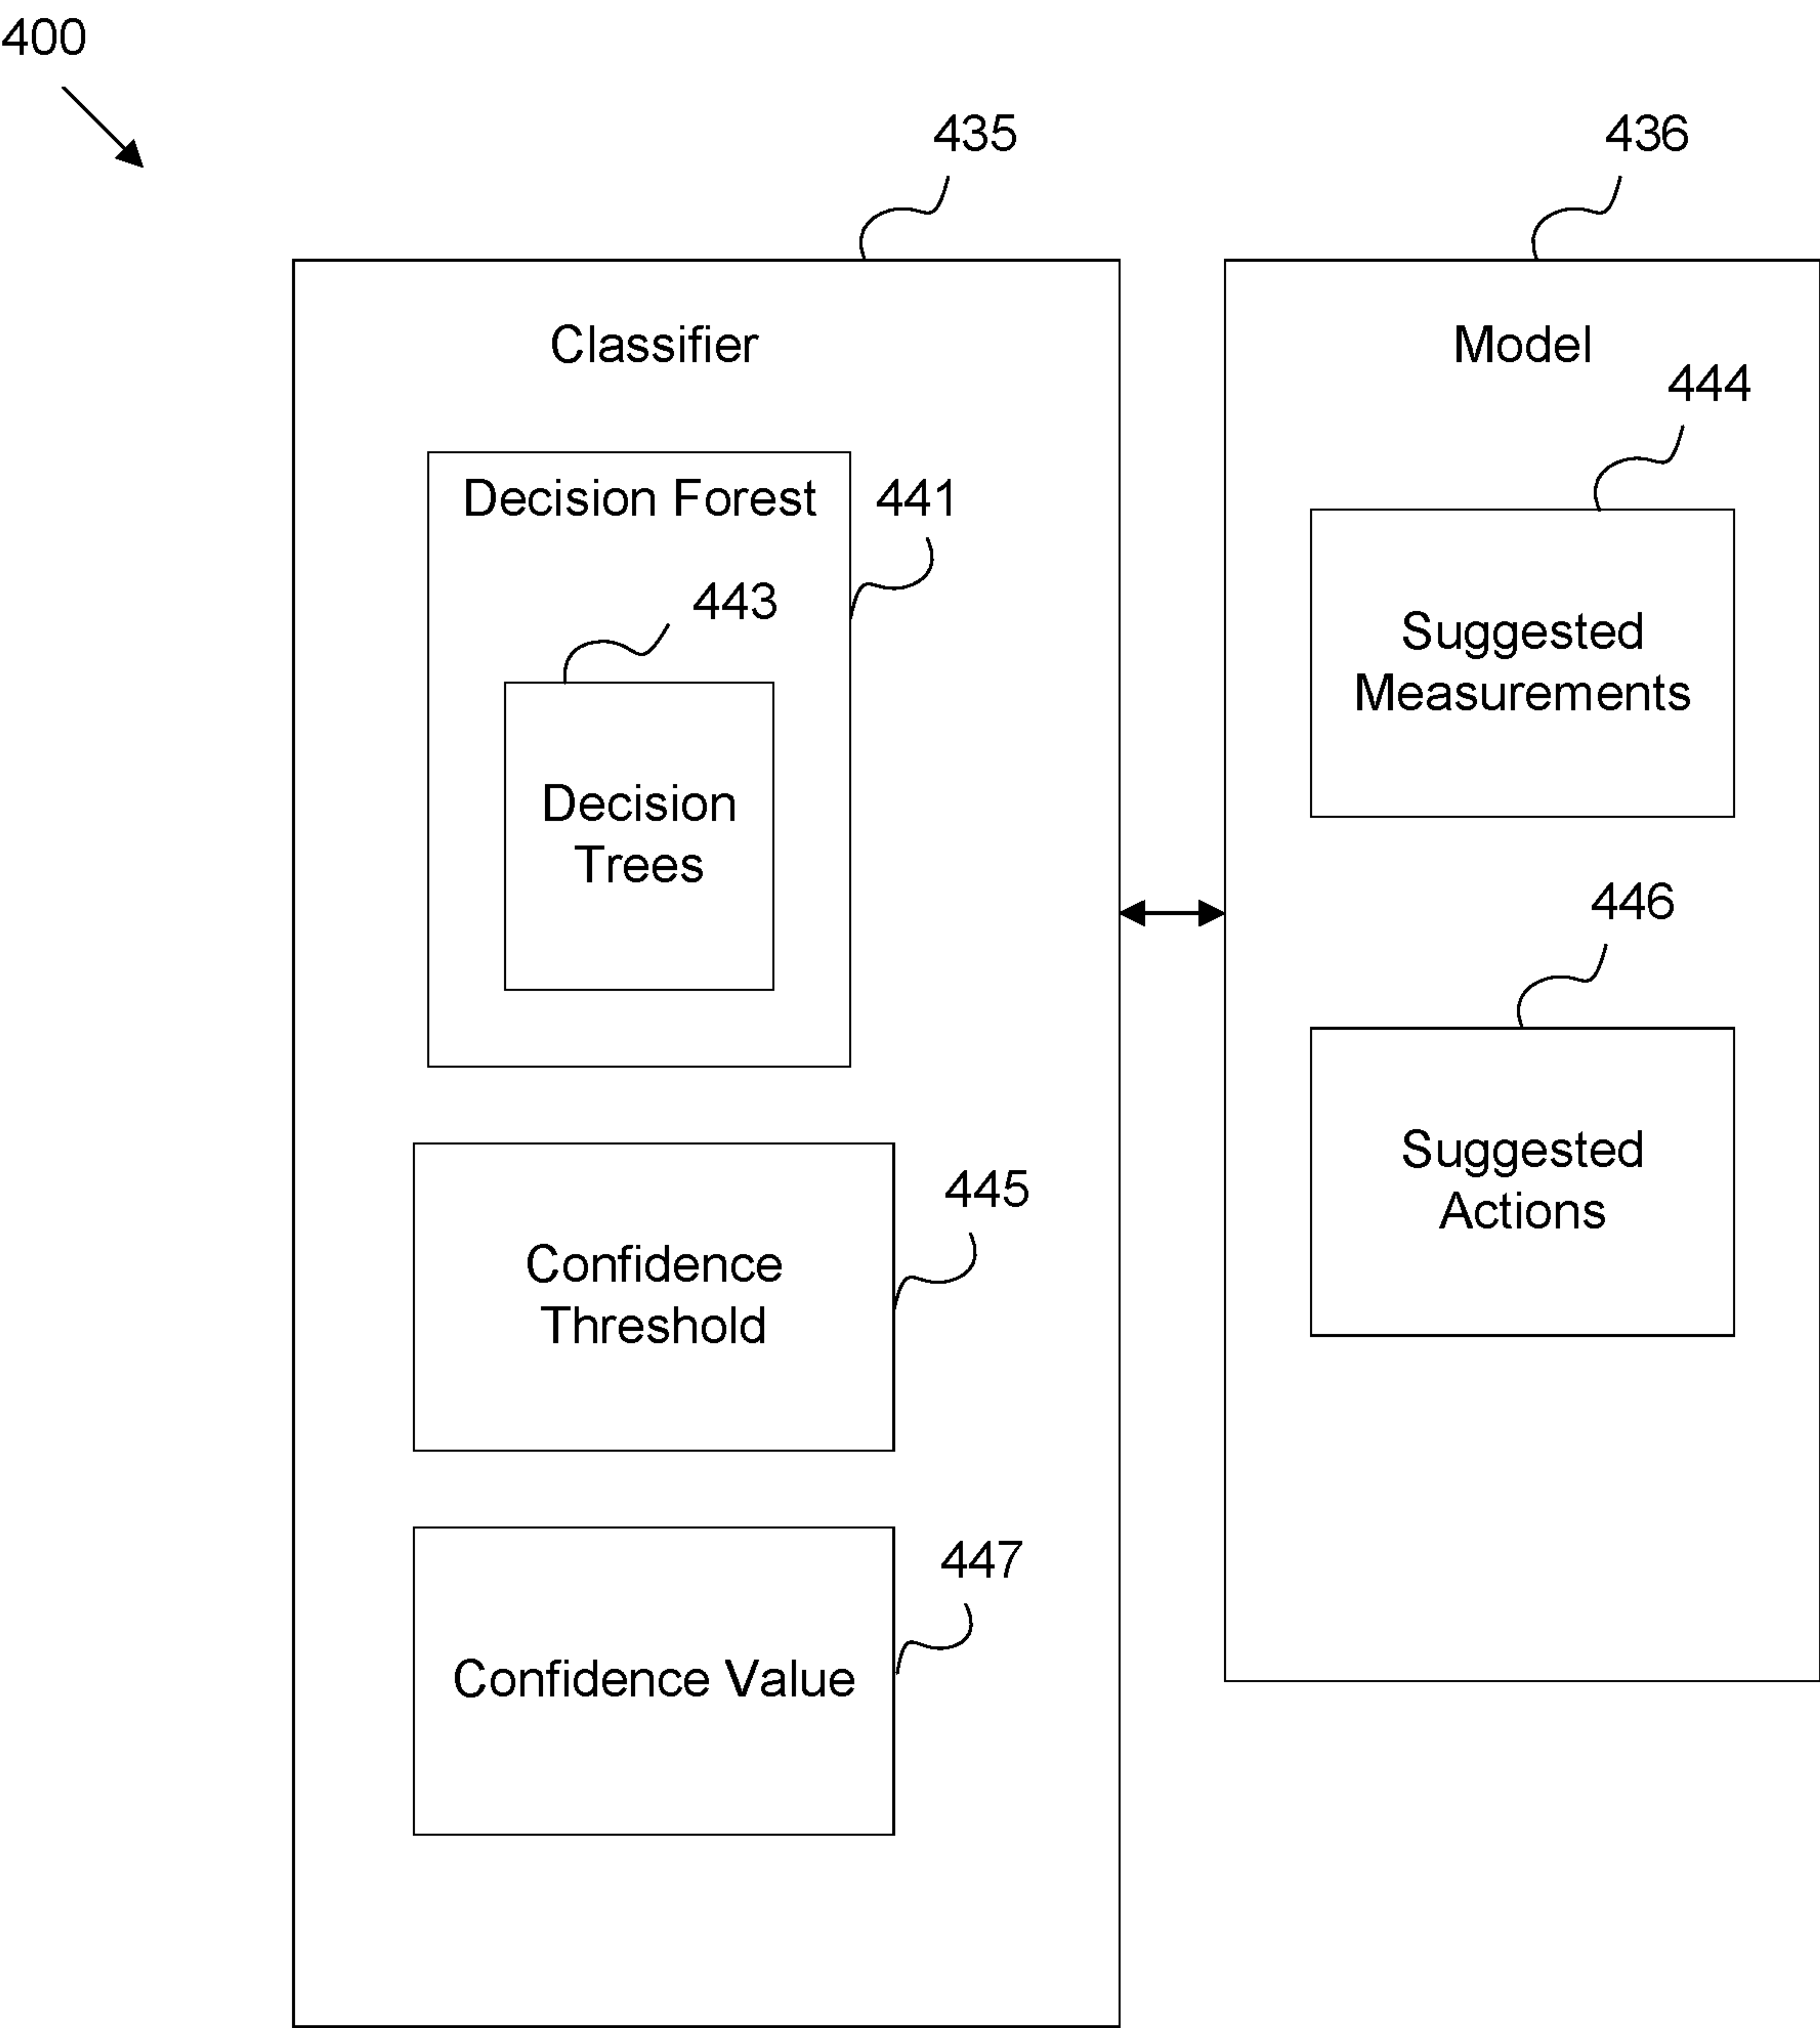 400
435
436
Classifier
Model
444
Decision Forest
441
443
Suggested
Measurements
Decision
Trees
446
Suggested
Actions
445
Confidence
Threshold
447
Confidence Value